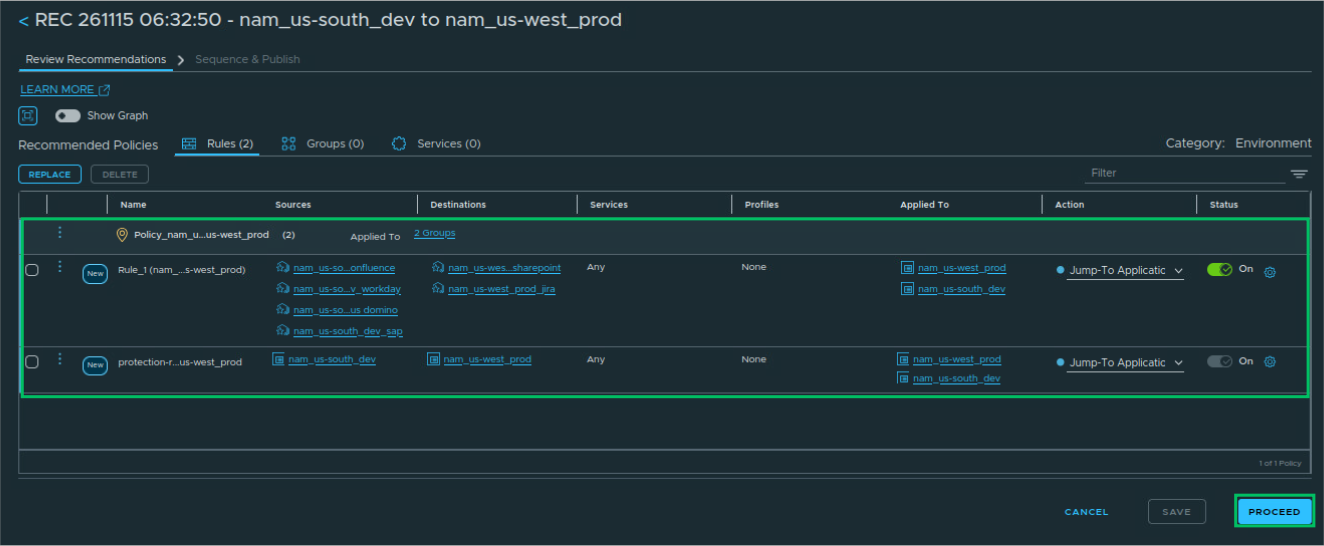 < REC 261115 06:32:50 - nam_us-south_dev to nam_us-west_prod
Review Recommendations > Sequence & Publish
LEARN MORE
Show Graph
Recommended Policies Rules (2) Groups (0) Services (0) Category: Environment
REPLACE DELETE Filter
Name Sources Destinations Services Profiles Applied To Action Status
Policy_nam_u...us-west_prod (2) Applied To 2 Groups
New Rule_1 (nam_...s-west_prod) nam_us-so...onfluence nam_us-wes...sharepoint Any None nam_us-west_prod Jump-To Applicatic On
nam_us-so...v_workday nam_us-west_prod_jira nam_us-south_dev
nam_us-so...us domino
nam_us-south_dev_sap
New protection-r...us-west_prod nam_us-south_dev nam_us-west_prod Any None nam_us-west_prod Jump-To Applicatic On
nam_us-south_dev
1 of 1 Policy
CANCEL SAVE PROCEED